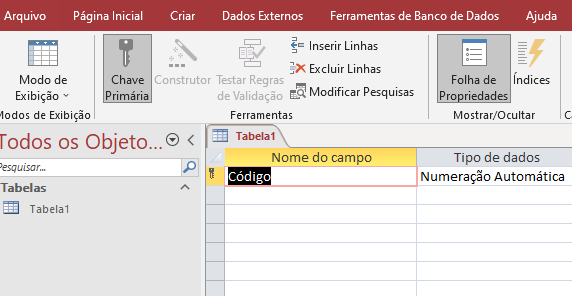 Arquivo Página Inicial Criar Dados Externos Ferramentas de Banco de Dados Ajuda
Modo de Exibição
Chave Primária
Construtor
Testar Regras de Validação
Inserir Linhas
Excluir Linhas
Modificar Pesquisas
Folha de Propriedades
Índices
Modos de Exibição
Ferramentas
Mostrar/Ocultar
Todos os Objeto...
Pesquisar...
Tabelas
Tabela1
Tabela1
Nome do campo Tipo de dados
Código Numeração Automática